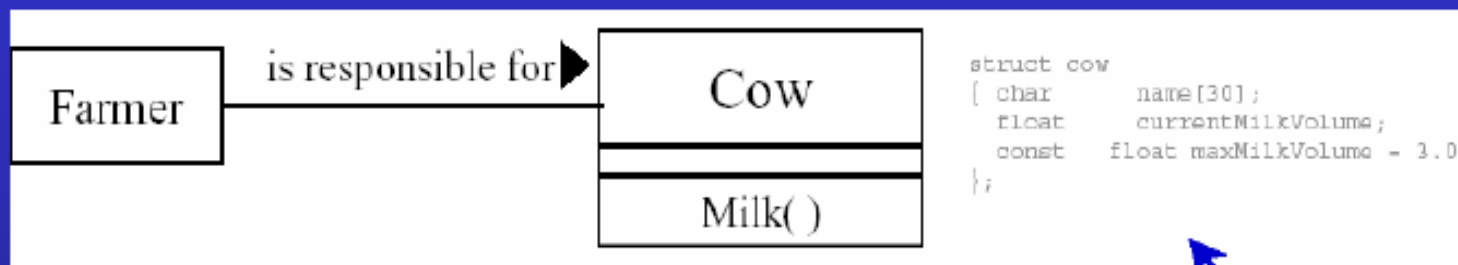 Farmer
is responsible for
Cow
Milk( )
struct cow
{ char name[30];
float currentMilkVolume;
const float maxMilkVolume = 3.0
};